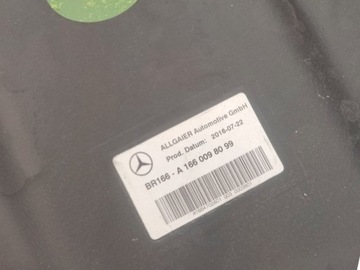 ALLGAIER Automotive GmbH
Prod. Datum: 2016-07-22
BR166 - A 166 009 80 99